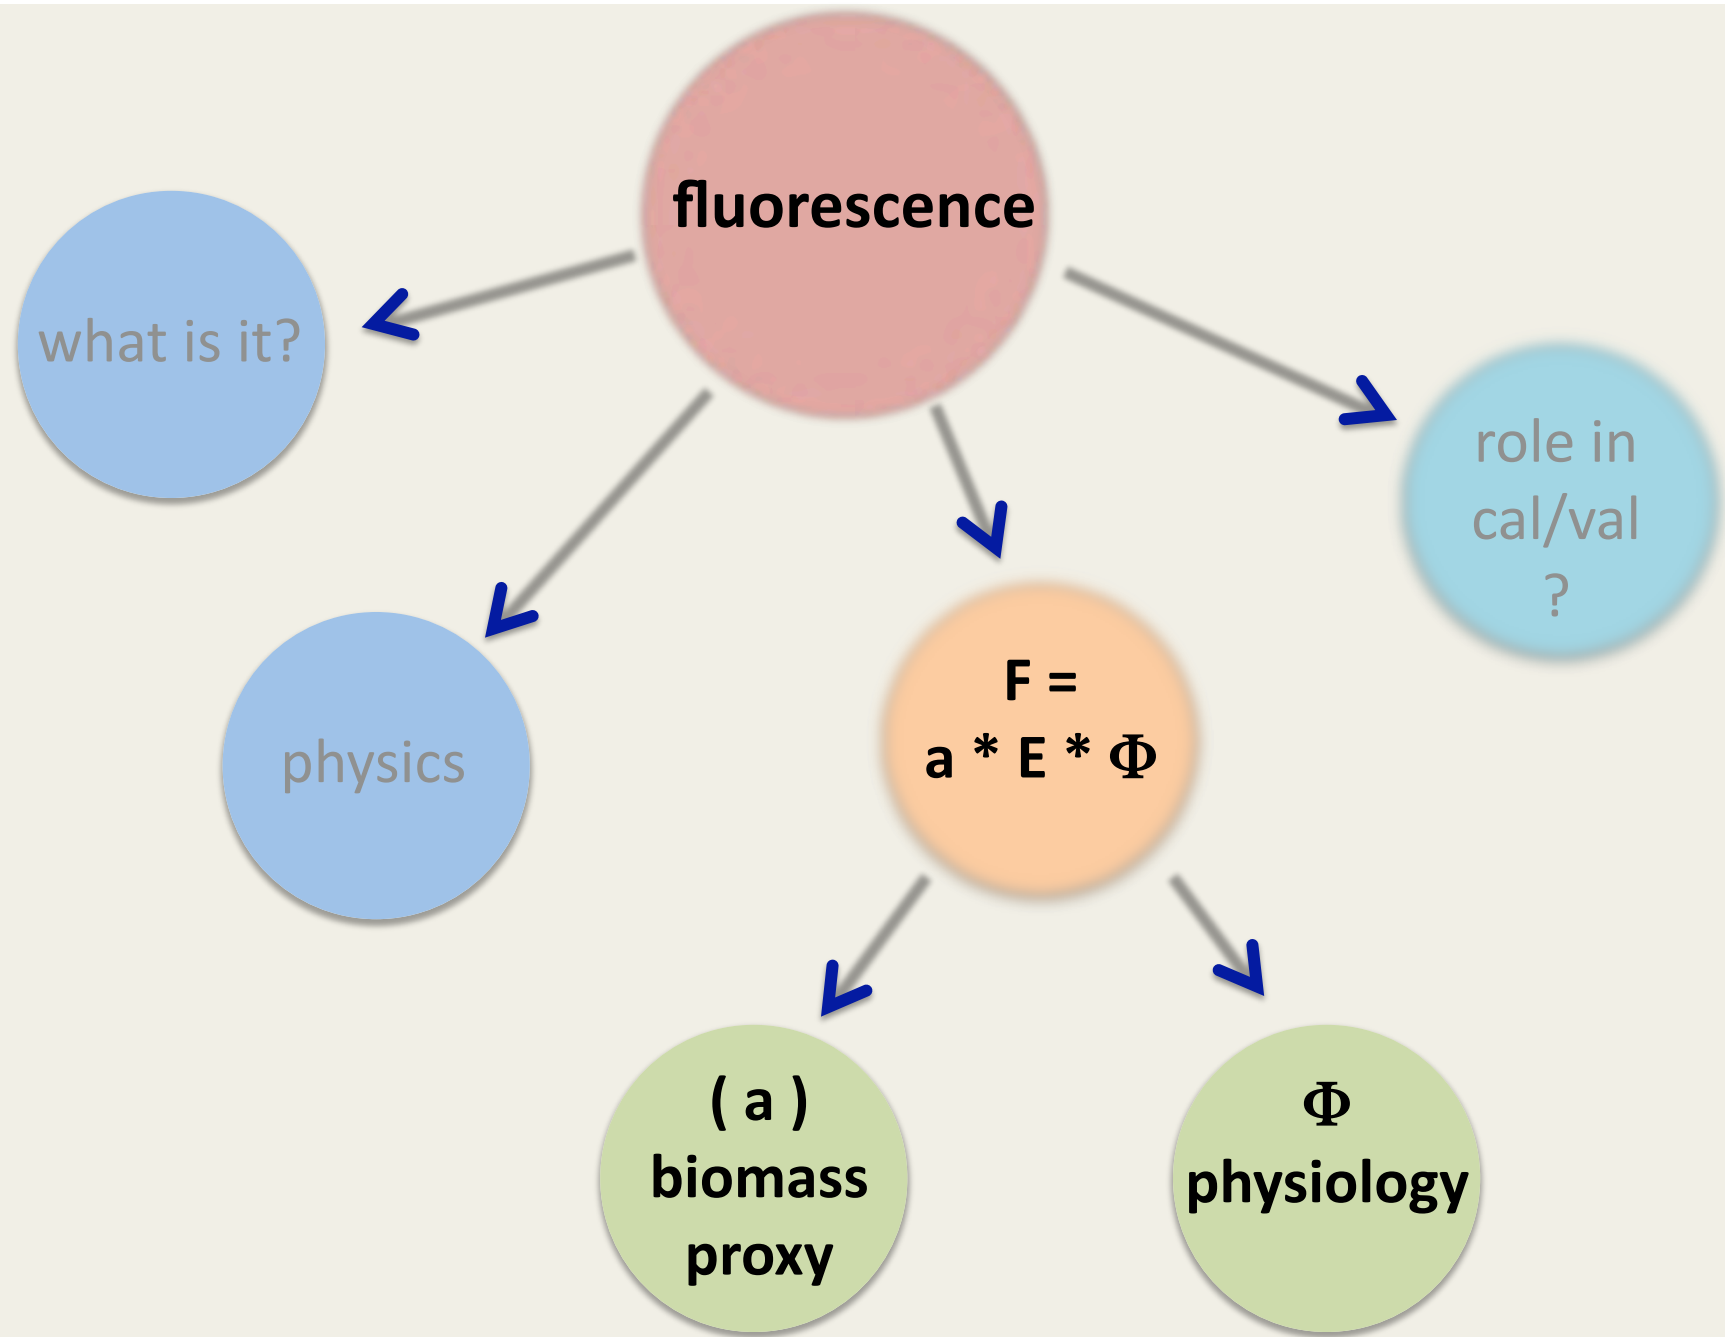 fluorescence
what is it?
role in
cal/val
?
physics
F =
a * E * Φ
( a )
biomass
proxy
Φ
physiology